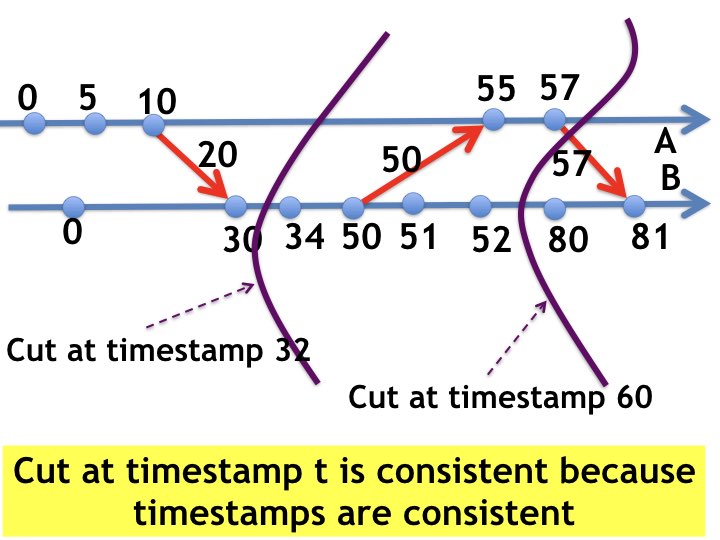 0 5 10 55 57
20 50 57 A
B
0 30 34 50 51 52 80 81
Cut at timestamp 32
Cut at timestamp 60
Cut at timestamp t is consistent because
timestamps are consistent